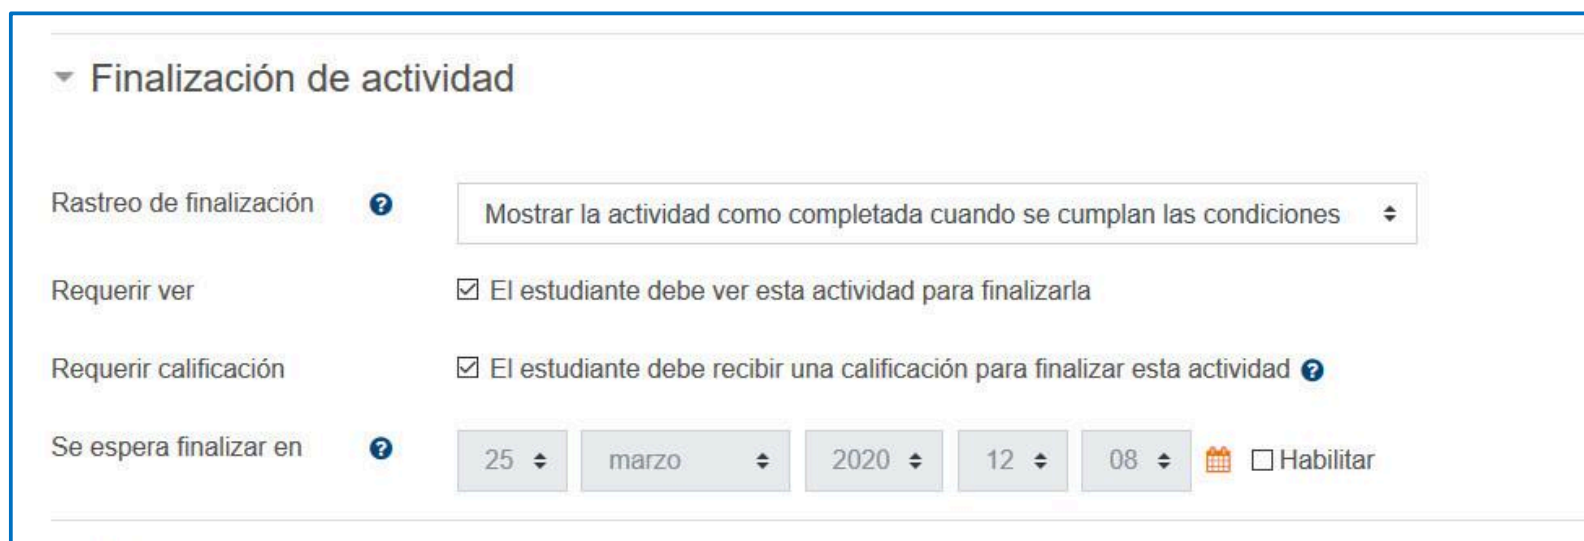 Finalización de actividad
Rastreo de finalización
Mostrar la actividad como completada cuando se cumplan las condiciones
Requerir ver
El estudiante debe ver esta actividad para finalizarla
Requerir calificación
El estudiante debe recibir una calificación para finalizar esta actividad
Se espera finalizar en
25 marzo 2020 12 08 Habilitar